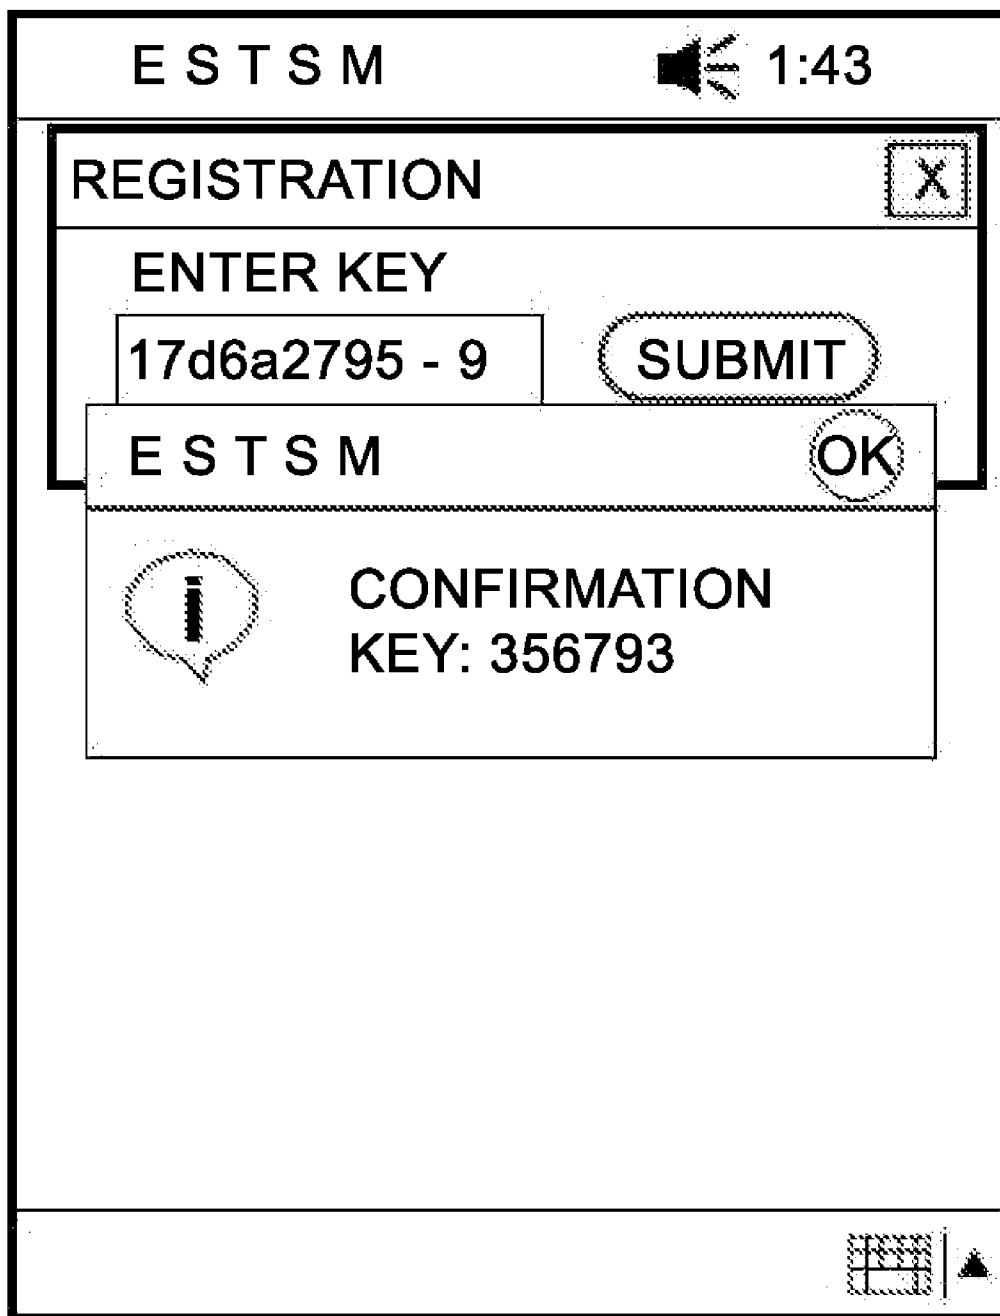 E S T S M 1:43
REGISTRATION X
ENTER KEY
17d6a2795 - 9 SUBMIT
E S T S M OK
I CONFIRMATION
KEY: 356793